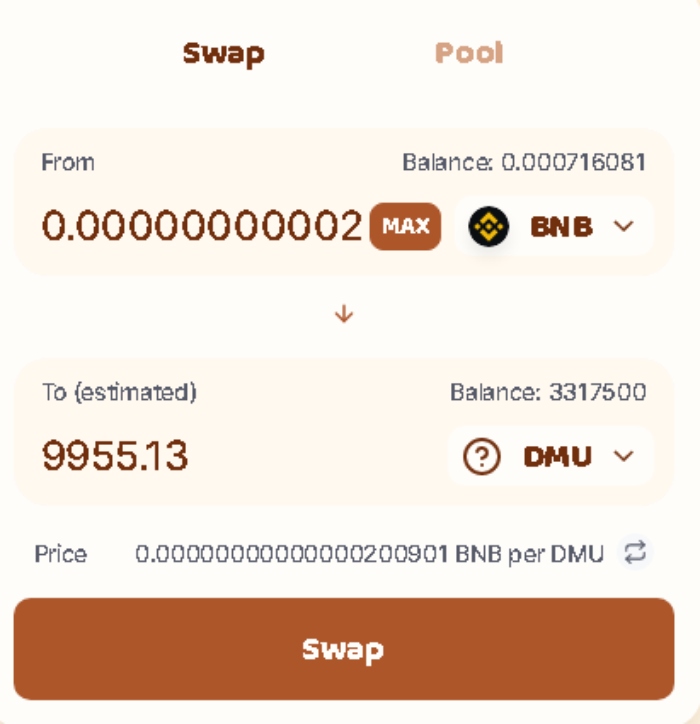 Swap Pool
From Balance: 0.000716081
0.00000000002 MAX BNB
To (estimated) Balance: 3317500
9955.13 DMU
Price 0.00000000000000200901 BNB per DMU
Swap